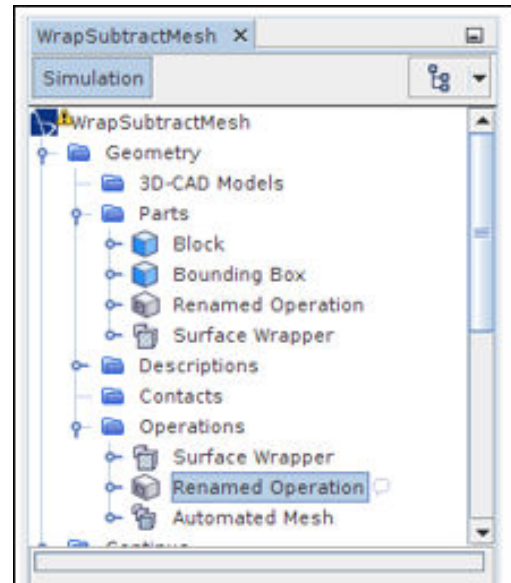 WrapSubtractMesh
Simulation
WrapSubtractMesh
Geometry
3D-CAD Models
Parts
Block
Bounding Box
Renamed Operation
Surface Wrapper
Descriptions
Contacts
Operations
Surface Wrapper
Renamed Operation
Automated Mesh